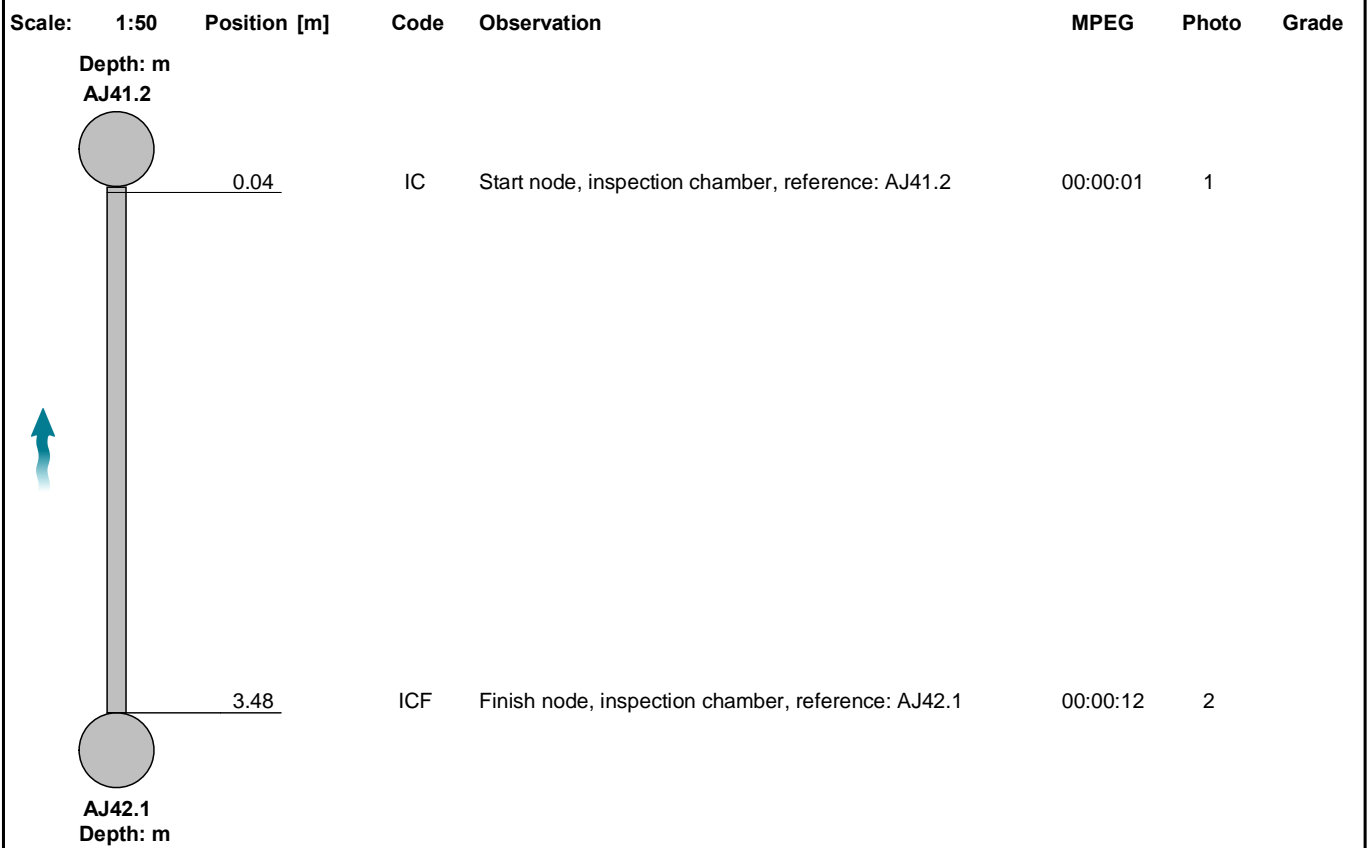 Scale: 1:50 Position [m] Code Observation MPEG Photo Grade
Depth: m
AJ41.2
0.04 IC Start node, inspection chamber, reference: AJ41.2 00:00:01 1
3.48 ICF Finish node, inspection chamber, reference: AJ42.1 00:00:12 2
AJ42.1
Depth: m